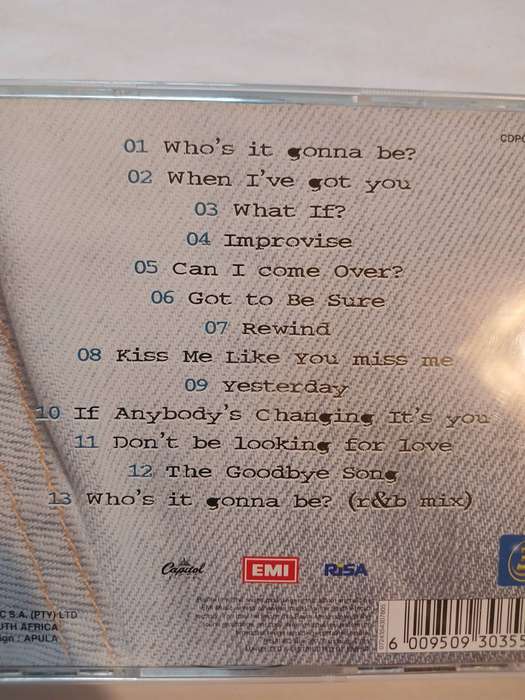 CDPC
01 Who's it gonna be?
02 When I've got you
03 What If?
04 Improvise
05 Can I come Over?
06 Got to Be Sure
07 Rewind
08 Kiss Me Like You miss me
09 Yesterday
10 If Anybody's Changing It's you
11 Don't be looking for love
12 The Goodbye Song
13 Who's it gonna be? (r&b mix)
Capitol EMI RiSA
C S.A. (PTY) LTD
UTH AFRICA
ign : APULA
6 009509 30355